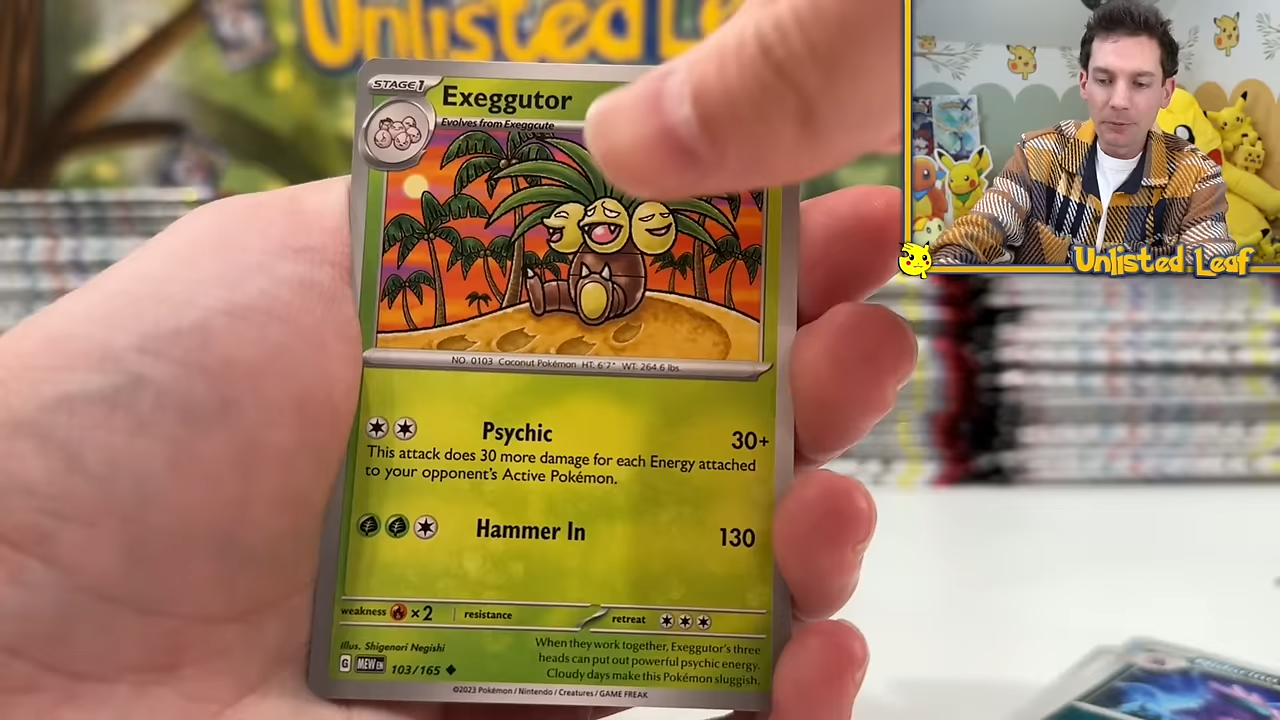 Unlisted Le
STAGE 1
Exeggutor
Evolves from Exeggcute
NO. 0103 Coconut Pokémon HT: 6'7" WT: 264.6 lbs
Psychic 30+
This attack does 30 more damage for each Energy attached
to your opponent's Active Pokémon.
Hammer In 130
weakness ×2 resistance retreat
Illus. Shigenori Negishi
G MEW EN 103/165
When they work together, Exeggutor's three
heads can put out powerful psychic energy.
Cloudy days make this Pokémon sluggish.
©2023 Pokémon / Nintendo / Creatures / GAME FREAK
Unlisted Leaf